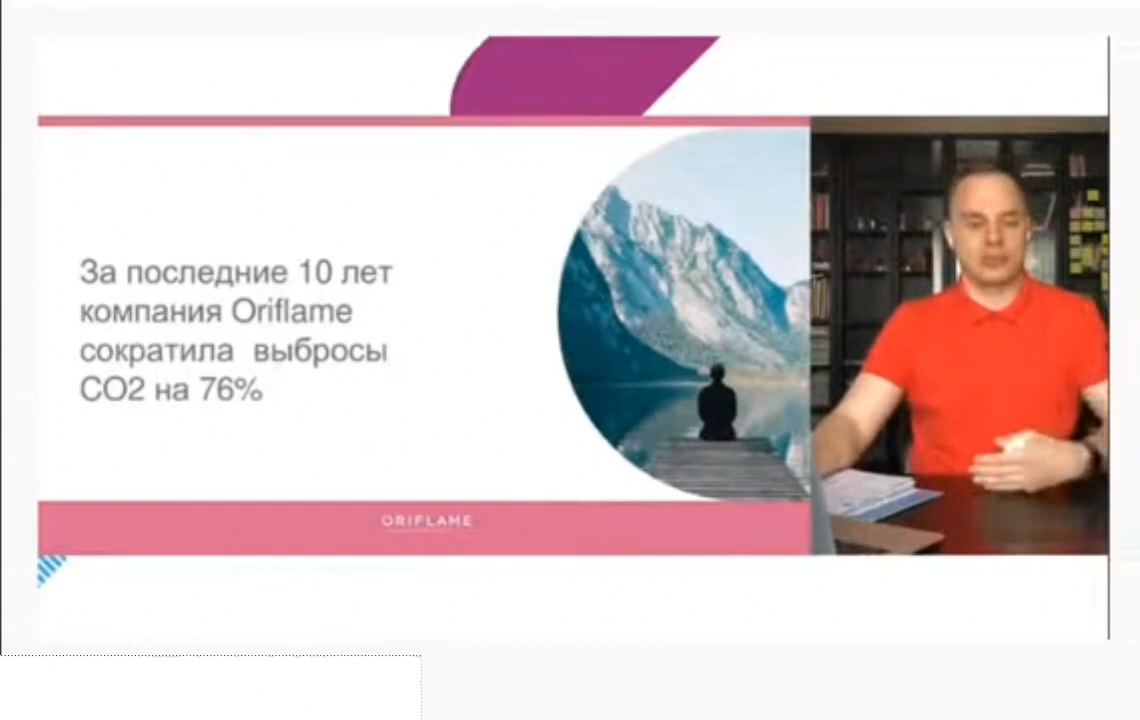 За последние 10 лет
компания Oriflame
сократила выбросы
CO2 на 76%
ORIFLAME